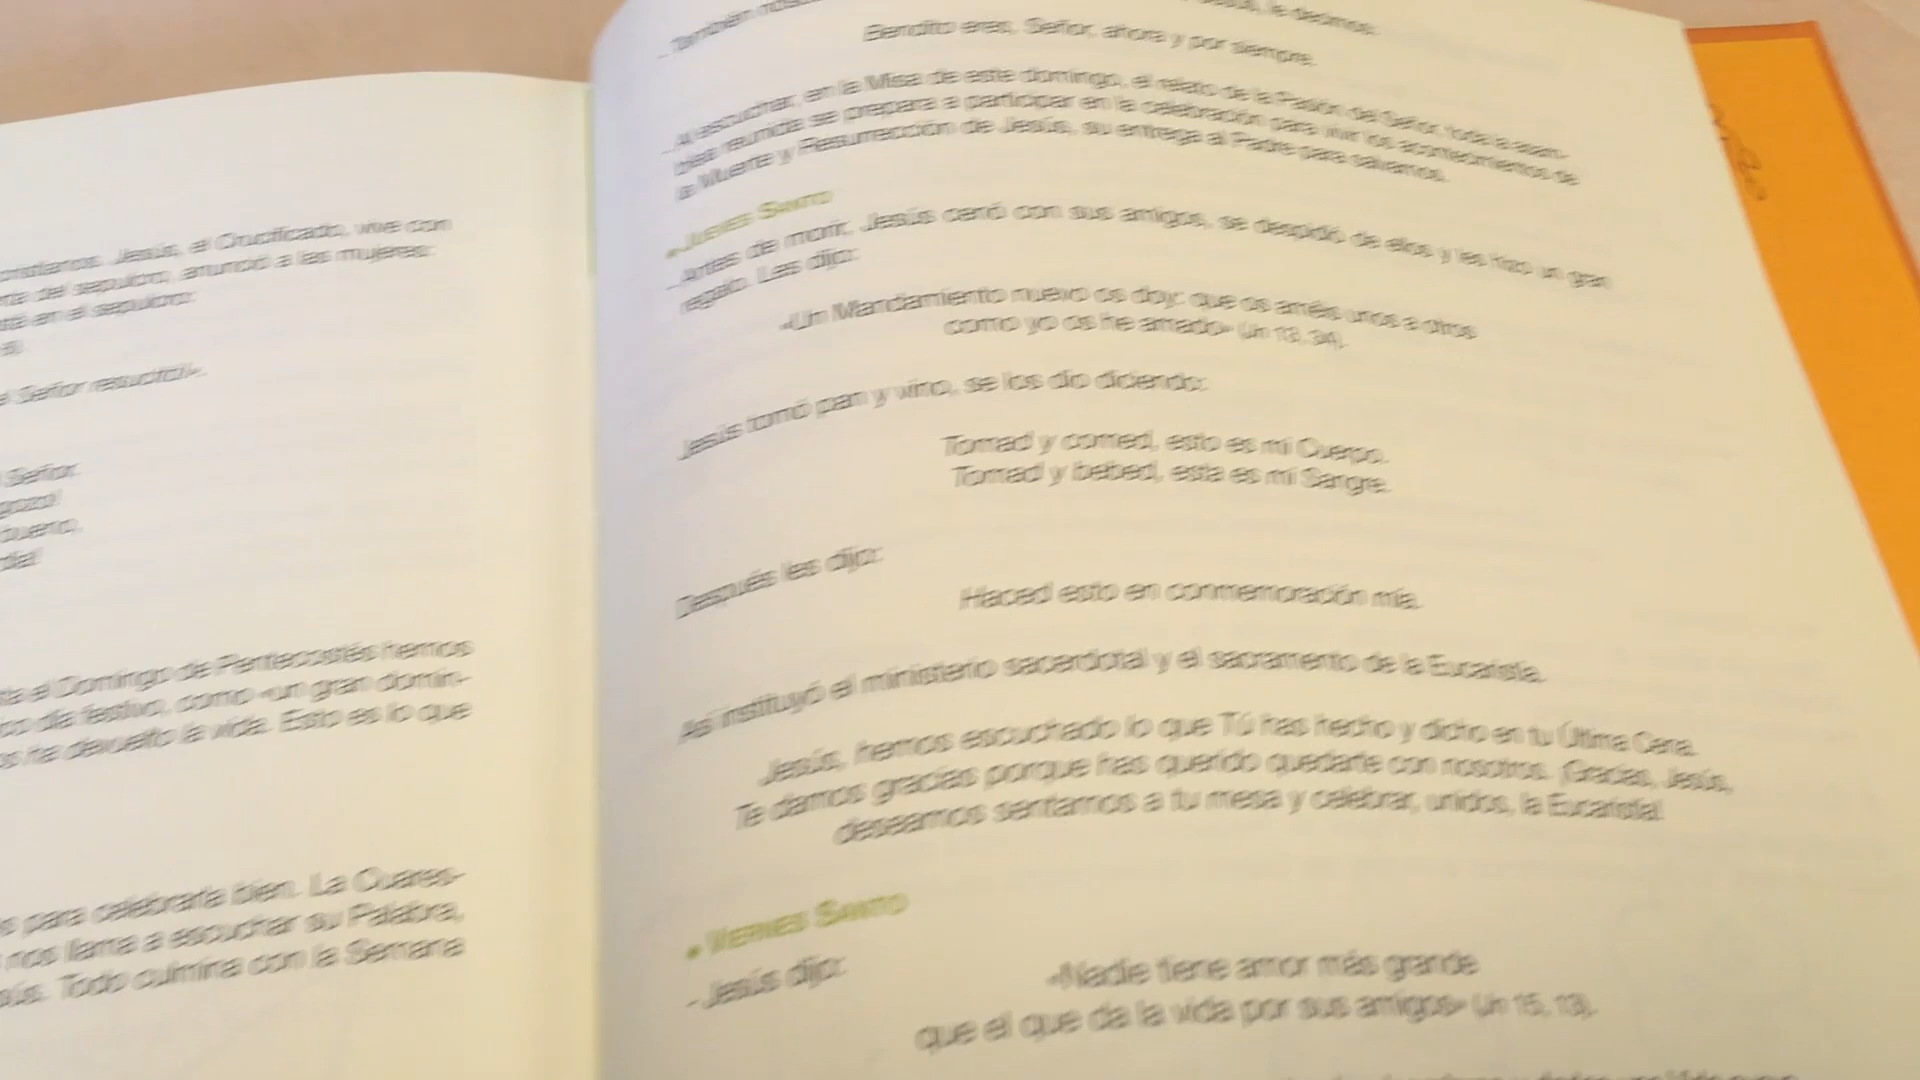 cristianos. Jesús, el Crucificado, vive con
del sepulcro, anunció a las mujeres:
está en el sepulcro:
Señor resucitó!».
Señor.
gozo!
bueno,
día!
el Domingo de Pentecostés hemos
día festivo, como «un gran domin-
ha devuelto la vida. Esto es lo que
para celebrarla bien. La Cuares-
nos llama a escuchar su Palabra,
Todo culmina con la Semana
- También le decimos:
Bendito eres, Señor, ahora y por siempre.
- Al escuchar, en la Misa de este domingo, el relato de la Pasión del Señor, toda la asam-
blea reunida se prepara a participar en la celebración para vivir los acontecimientos de
la Muerte y Resurrección de Jesús, su entrega al Padre para salvarnos.
• JUEVES SANTO
- Antes de morir, Jesús cenó con sus amigos, se despidió de ellos y les hizo un gran
regalo. Les dijo:
«Un Mandamiento nuevo os doy: que os améis unos a otros
como yo os he amado» (Jn 13, 34).
Jesús tomó pan y vino, se los dio diciendo:
Tomad y comed, esto es mi Cuerpo.
Tomad y bebed, esta es mi Sangre.
Después les dijo:
Haced esto en conmemoración mía.
Así instituyó el ministerio sacerdotal y el sacramento de la Eucaristía.
Jesús, hemos escuchado lo que Tú has hecho y dicho en tu Última Cena.
Te damos gracias porque has querido quedarte con nosotros. ¡Gracias, Jesús,
deseamos sentarnos a tu mesa y celebrar, unidos, la Eucaristía!
• VIERNES SANTO
- Jesús dijo:
«Nadie tiene amor más grande
que el que da la vida por sus amigos» (Jn 15, 13).